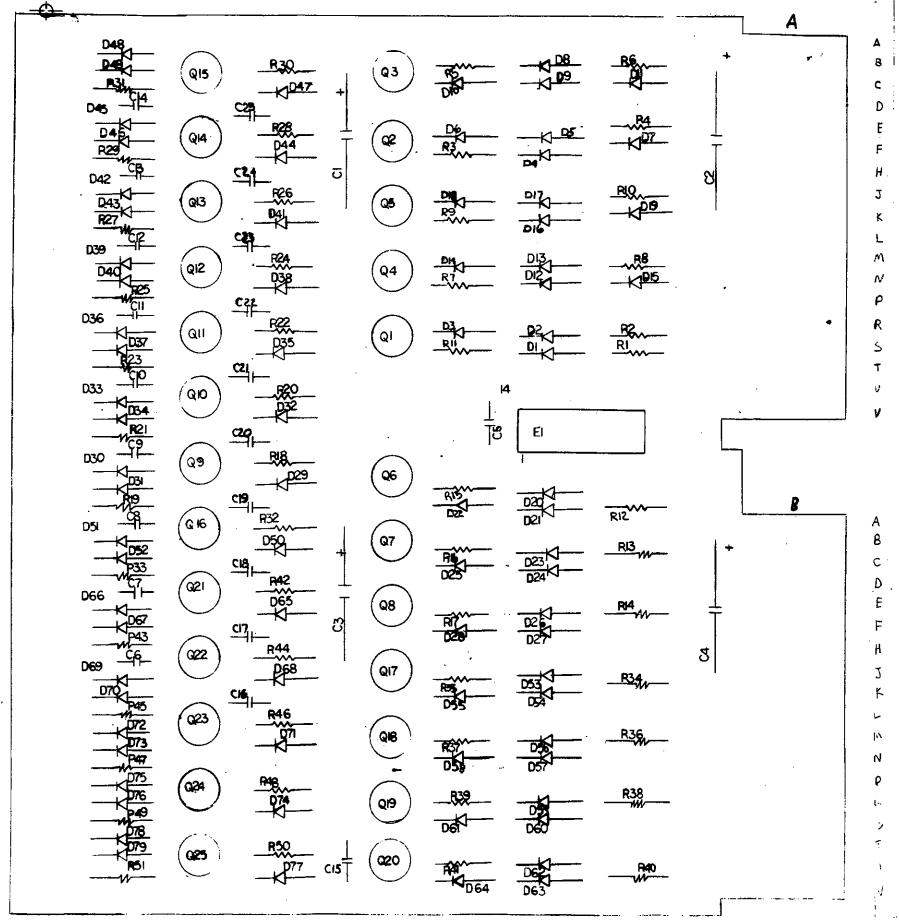 A
D48
D49
R31
C14
D45
D46
R29
C13
D42
D43
R27
C12
D39
D40
R25
C11
D36
D37
R23
C10
D33
D34
R21
C9
D30
D31
R19
C8
D51
D52
P33
C7
D66
D67
P43
C6
D69
D70
P45
D72
D73
P47
D75
D76
P49
D78
D79
R51
Q15
Q14
Q13
Q12
Q11
Q10
Q9
Q16
Q21
Q22
Q23
Q24
Q25
R30
D47
C25
R28
D44
C24
R26
D41
C23
R24
D38
C22
R22
D35
C21
R20
D32
C20
R18
D29
C19
R32
D50
C18
R42
D65
C17
R44
D68
C16
R46
D71
R48
D74
R50
D77
+
C1
+
C3
C15
Q3
Q2
Q5
Q4
Q1
Q6
Q7
Q8
Q17
Q18
Q19
Q20
R5
D10
D6
R3
D18
R9
D14
R7
D3
R11
14
C5
E1
R15
D22
R16
D25
R17
D28
R35
D55
R37
D58
R39
D61
R41
D64
D8
D9
D5
D4
D17
D16
D13
D12
D2
D1
D20
D21
D23
D24
D26
D27
D53
D54
D56
D57
D59
D60
D62
D63
R6
D11
R4
D7
R10
D19
R8
D15
R2
R1
R12
R13
R14
R34
R36
R38
R40
+
C2
B
+
C4
A
B
C
D
E
F
H
J
K
L
M
N
P
R
S
T
U
V
A
B
C
D
E
F
H
J
K
L
M
N
P